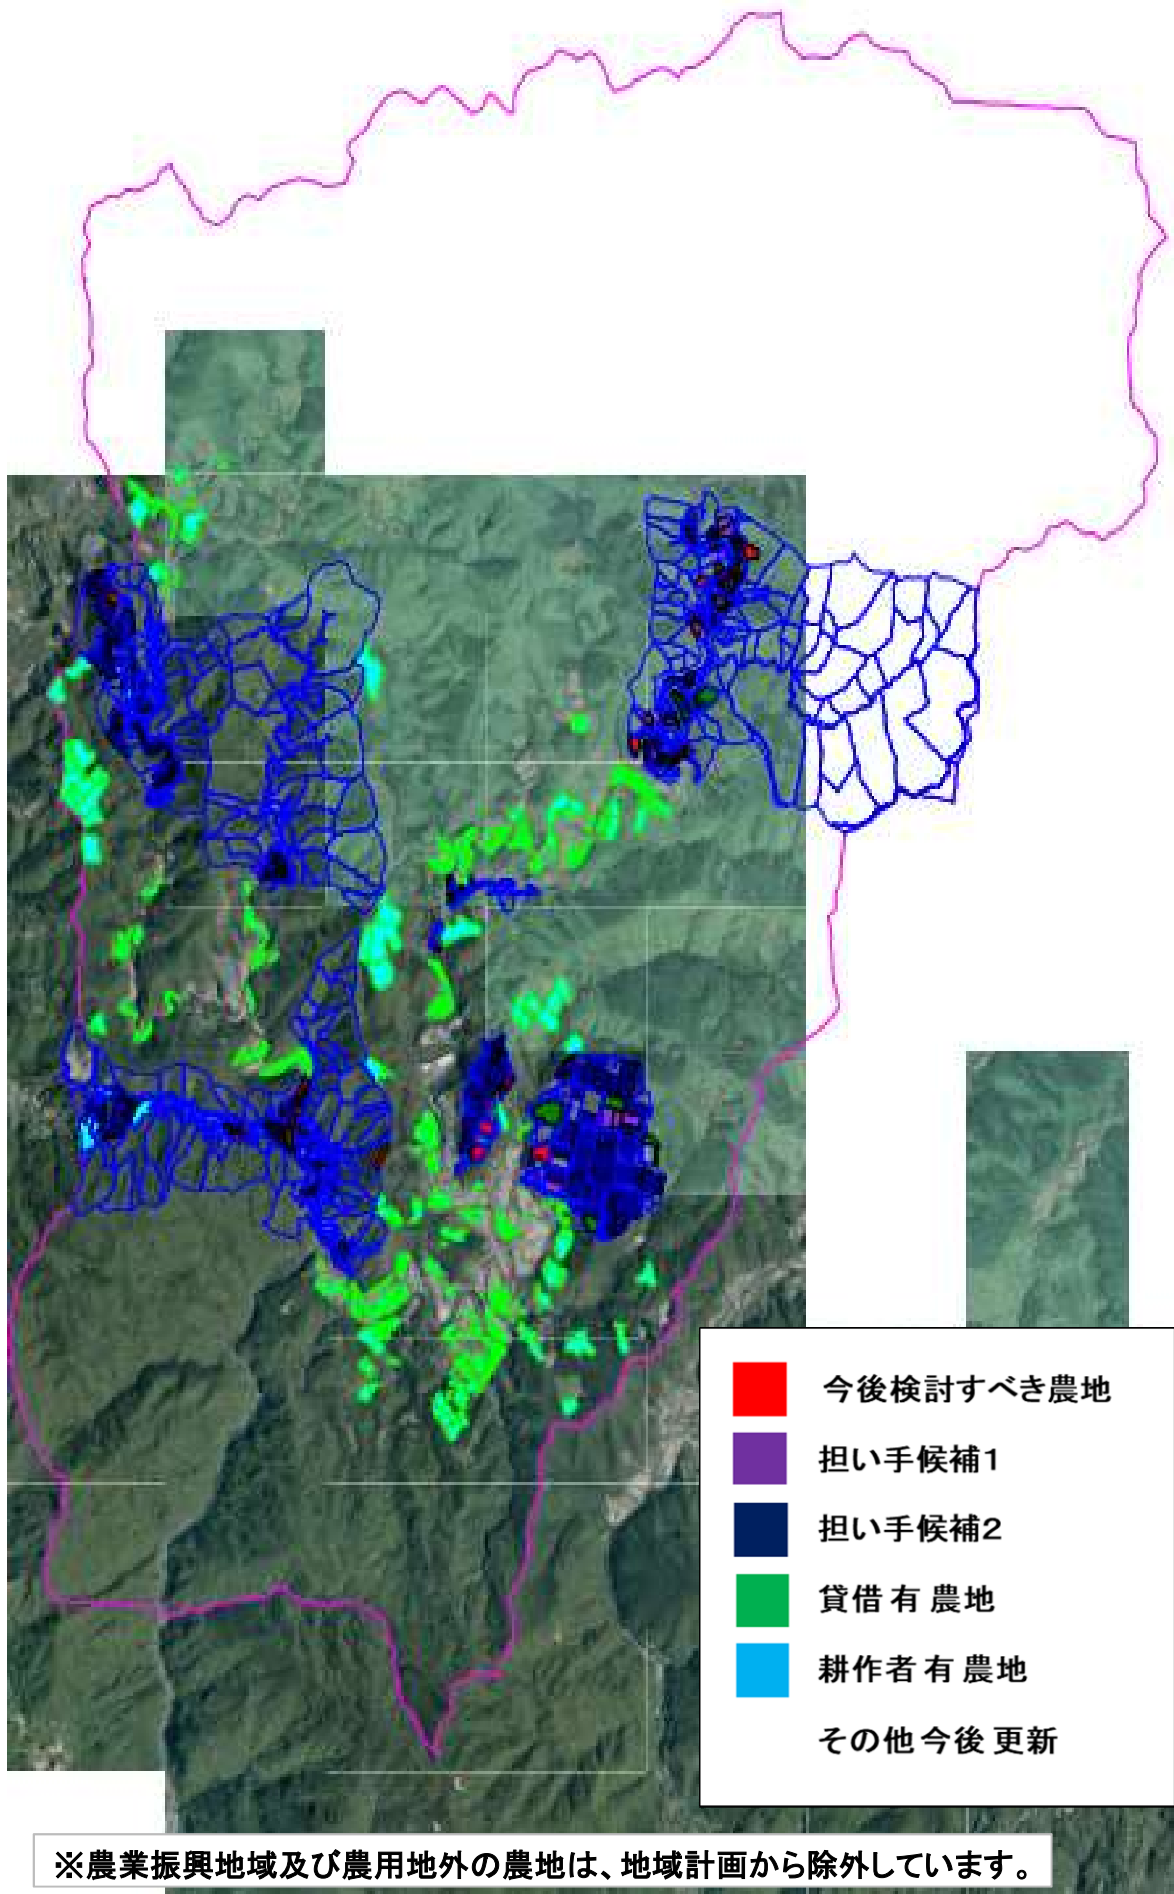 今後検討すべき農地
担い手候補1
担い手候補2
貸借有農地
耕作者有農地
その他今後更新
※農業振興地域及び農用地外の農地は、地域計画から除外しています。